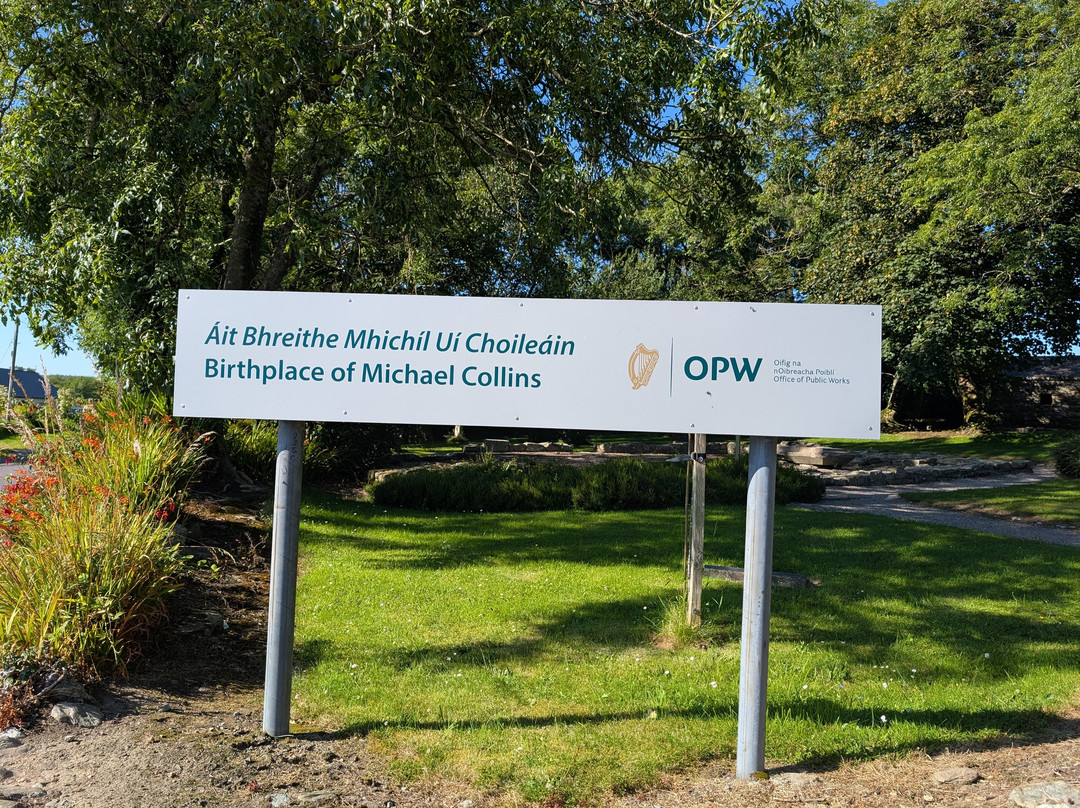 Áit Bhreithe Mhichíl Uí Choileáin
Birthplace of Michael Collins
OPW
Oifig na
nOibreacha Poiblí
Office of Public Works